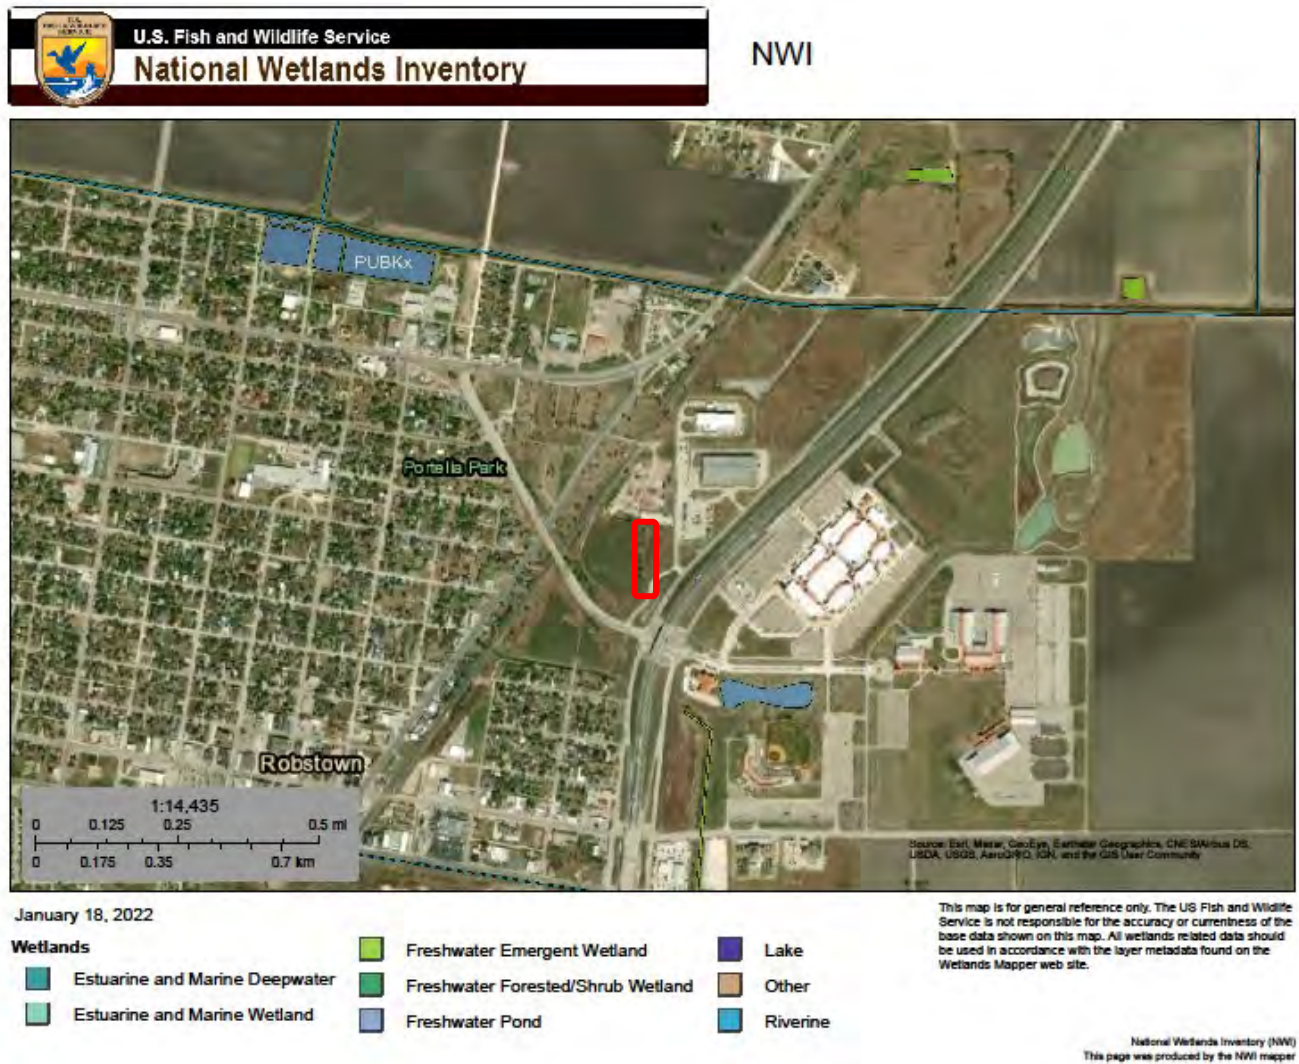 U.S.
FISH & WILDLIFE
SERVICE
U.S. Fish and Wildlife Service
National Wetlands Inventory
NWI
PUBKx
Portella Park
Robstown
1:14,435
0 0.125 0.25 0.5 mi
0 0.175 0.35 0.7 km
Source: Esri, Maxar, GeoEye, Earthstar Geographics, CNES/Airbus DS,
USDA, USGS, AeroGRID, IGN, and the GIS User Community
January 18, 2022
This map is for general reference only. The US Fish and Wildlife
Service is not responsible for the accuracy or currentness of the
base data shown on this map. All wetlands related data should
be used in accordance with the layer metadata found on the
Wetlands Mapper web site.
Wetlands
Estuarine and Marine Deepwater
Estuarine and Marine Wetland
Freshwater Emergent Wetland
Freshwater Forested/Shrub Wetland
Freshwater Pond
Lake
Other
Riverine
National Wetlands Inventory (NWI)
This page was produced by the NWI mapper